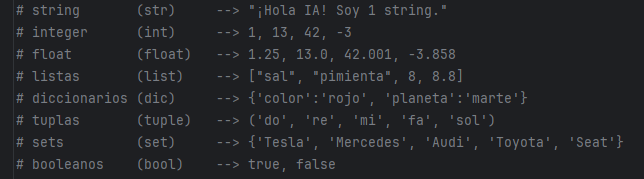 # string       (str)     --> "¡Hola IA! Soy 1 string."
# integer      (int)     --> 1, 13, 42, -3
# float        (float)   --> 1.25, 13.0, 42.001, -3.858
# listas       (list)    --> ["sal", "pimienta", 8, 8.8]
# diccionarios (dic)     --> {'color':'rojo', 'planeta':'marte'}
# tuplas       (tuple)   --> ('do', 're', 'mi', 'fa', 'sol')
# sets         (set)     --> {'Tesla', 'Mercedes', 'Audi', 'Toyota', 'Seat'}
# booleanos    (bool)    --> true, false